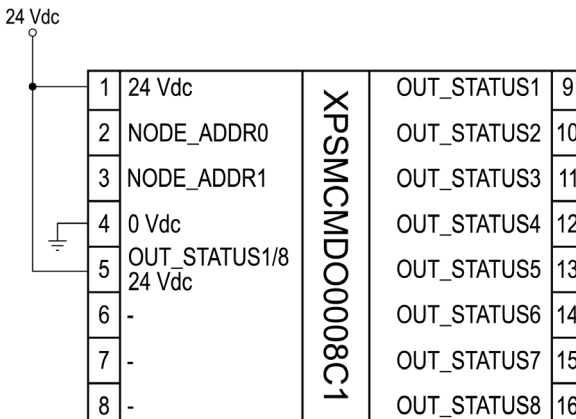 24 Vdc
1 24 Vdc OUT_STATUS1 9
2 NODE_ADDR0 OUT_STATUS2 10
3 NODE_ADDR1 OUT_STATUS3 11
4 0 Vdc OUT_STATUS4 12
5 OUT_STATUS1/8 OUT_STATUS5 13
24 Vdc
6 - OUT_STATUS6 14
7 - OUT_STATUS7 15
8 - OUT_STATUS8 16
XPSMCMDO0008C1